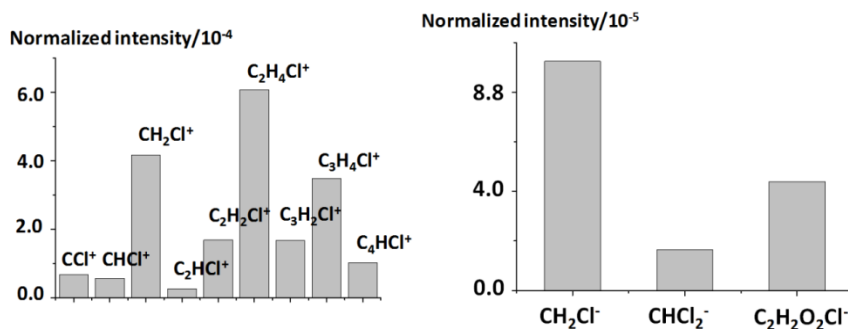 Normalized intensity/10⁻⁴
6.0
4.0
2.0
0.0
CCl⁺
CHCl⁺
CH₂Cl⁺
C₂HCl⁺
C₂H₂Cl⁺
C₂H₄Cl⁺
C₃H₂Cl⁺
C₃H₄Cl⁺
C₄HCl⁺
Normalized intensity/10⁻⁵
8.8
4.0
0.0
CH₂Cl⁻
CHCl₂⁻
C₂H₂O₂Cl⁻